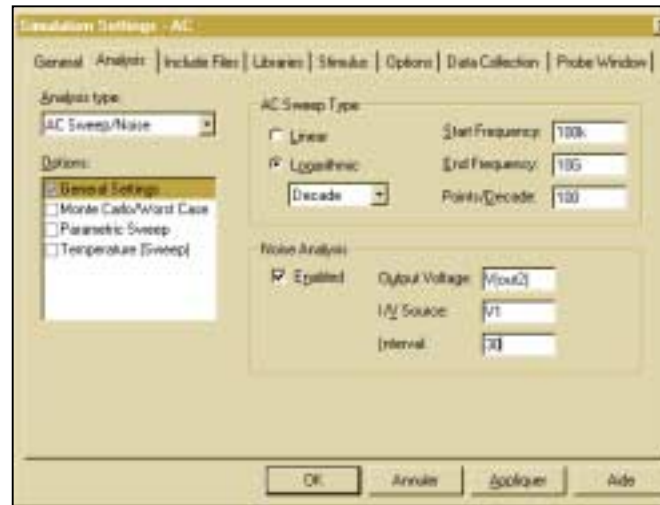 Simulation Settings - AC
General Analysis Include Files Libraries Stimulus Options Data Collection Probe Window
Analysis type:
AC Sweep/Noise
Options:
General Settings
Monte Carlo/Worst Case
Parametric Sweep
Temperature (Sweep)
AC Sweep Type
Linear
Logarithmic
Decade
Start Frequency: 100k
End Frequency: 10G
Points/Decade: 100
Noise Analysis
Enabled
Output Voltage: V(out2)
I/V Source: V1
Interval: 30
OK Annuler Appliquer Aide